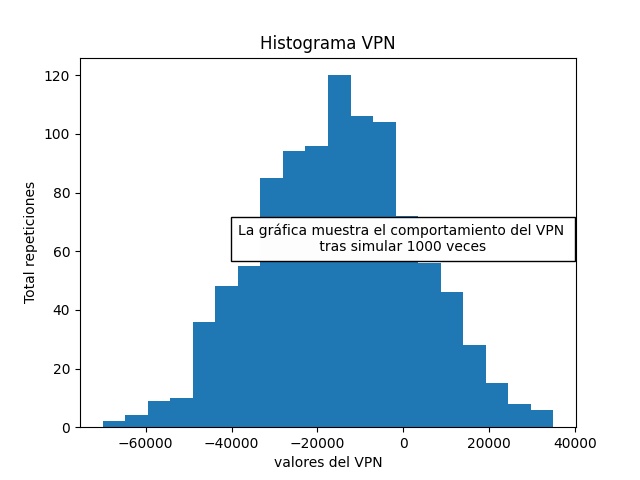 Histograma VPN
120
100
80
60
40
20
0
Total repeticiones
La gráfica muestra el comportamiento del VPN
tras simular 1000 veces
−60000 −40000 −20000 0 20000 40000
valores del VPN